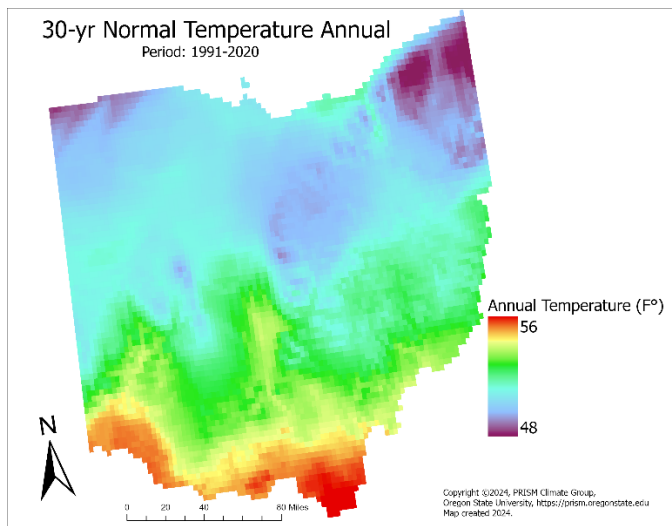 30-yr Normal Temperature Annual
Period: 1991-2020
Annual Temperature (F°)
56
48
N
0 20 40 60 Miles
Copyright ©2024, PRISM Climate Group,
Oregon State University, https://prism.oregonstate.edu
Map created 2024.